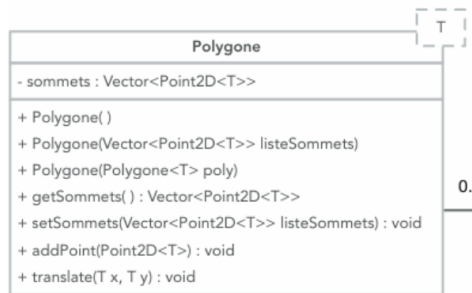 T
Polygone
- sommets : Vector<Point2D<T>>
+ Polygone( )
+ Polygone(Vector<Point2D<T>> listeSommets)
+ Polygone(Polygone<T> poly)
+ getSommets( ) : Vector<Point2D<T>>
+ setSommets(Vector<Point2D<T>> listeSommets) : void
+ addPoint(Point2D<T>) : void
+ translate(T x, T y) : void
0.